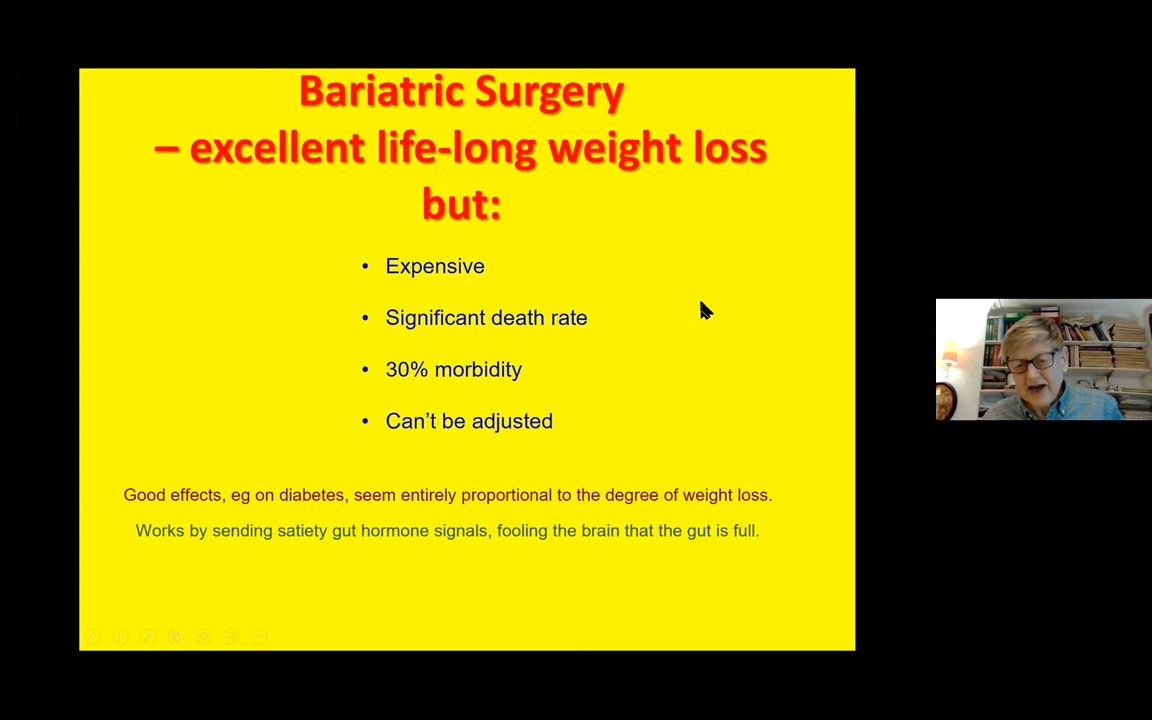 Bariatric Surgery
– excellent life-long weight loss
but:
• Expensive
• Significant death rate
• 30% morbidity
• Can't be adjusted
Good effects, eg on diabetes, seem entirely proportional to the degree of weight loss.
Works by sending satiety gut hormone signals, fooling the brain that the gut is full.